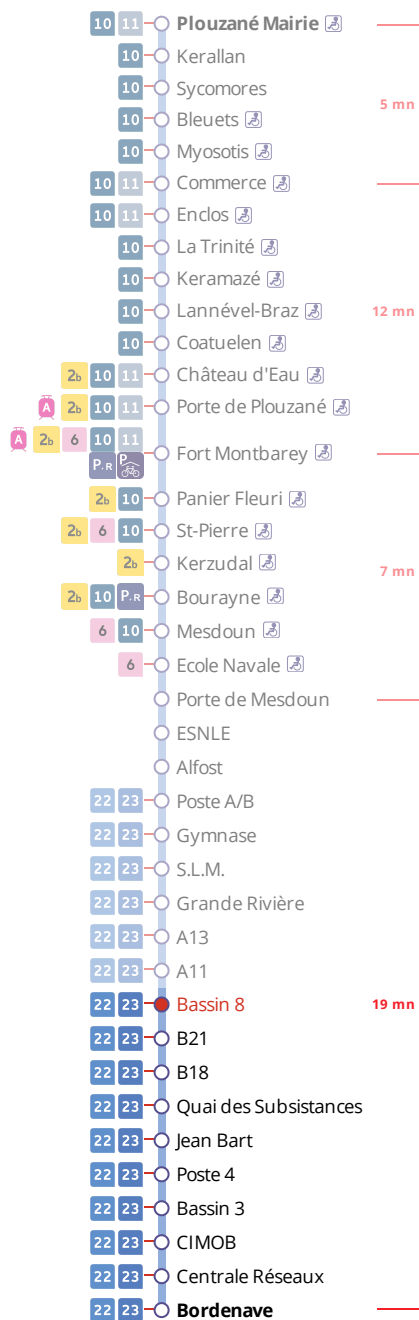 10 11 Plouzané Mairie
10 Kerallan
10 Sycomores
5 mn
10 Bleuets
10 Myosotis
10 11 Commerce
10 11 Enclos
10 La Trinité
10 Keramazé
10 Lannével-Braz 12 mn
10 Coatuelen
2b 10 11 Château d'Eau
A 2b 10 11 Porte de Plouzané
A 2b 6 10 11
P+R P Fort Montbarey
2b 10 Panier Fleuri
2b 6 10 St-Pierre
2b Kerzudal 7 mn
2b 10 P+R Bourayne
6 10 Mesdoun
6 Ecole Navale
Porte de Mesdoun
ESNLE
Alfost
22 23 Poste A/B
22 23 Gymnase
22 23 S.L.M.
22 23 Grande Rivière
22 23 A13
22 23 A11
22 23 Bassin 8 19 mn
22 23 B21
22 23 B18
22 23 Quai des Subsistances
22 23 Jean Bart
22 23 Poste 4
22 23 Bassin 3
22 23 CIMOB
22 23 Centrale Réseaux
22 23 Bordenave